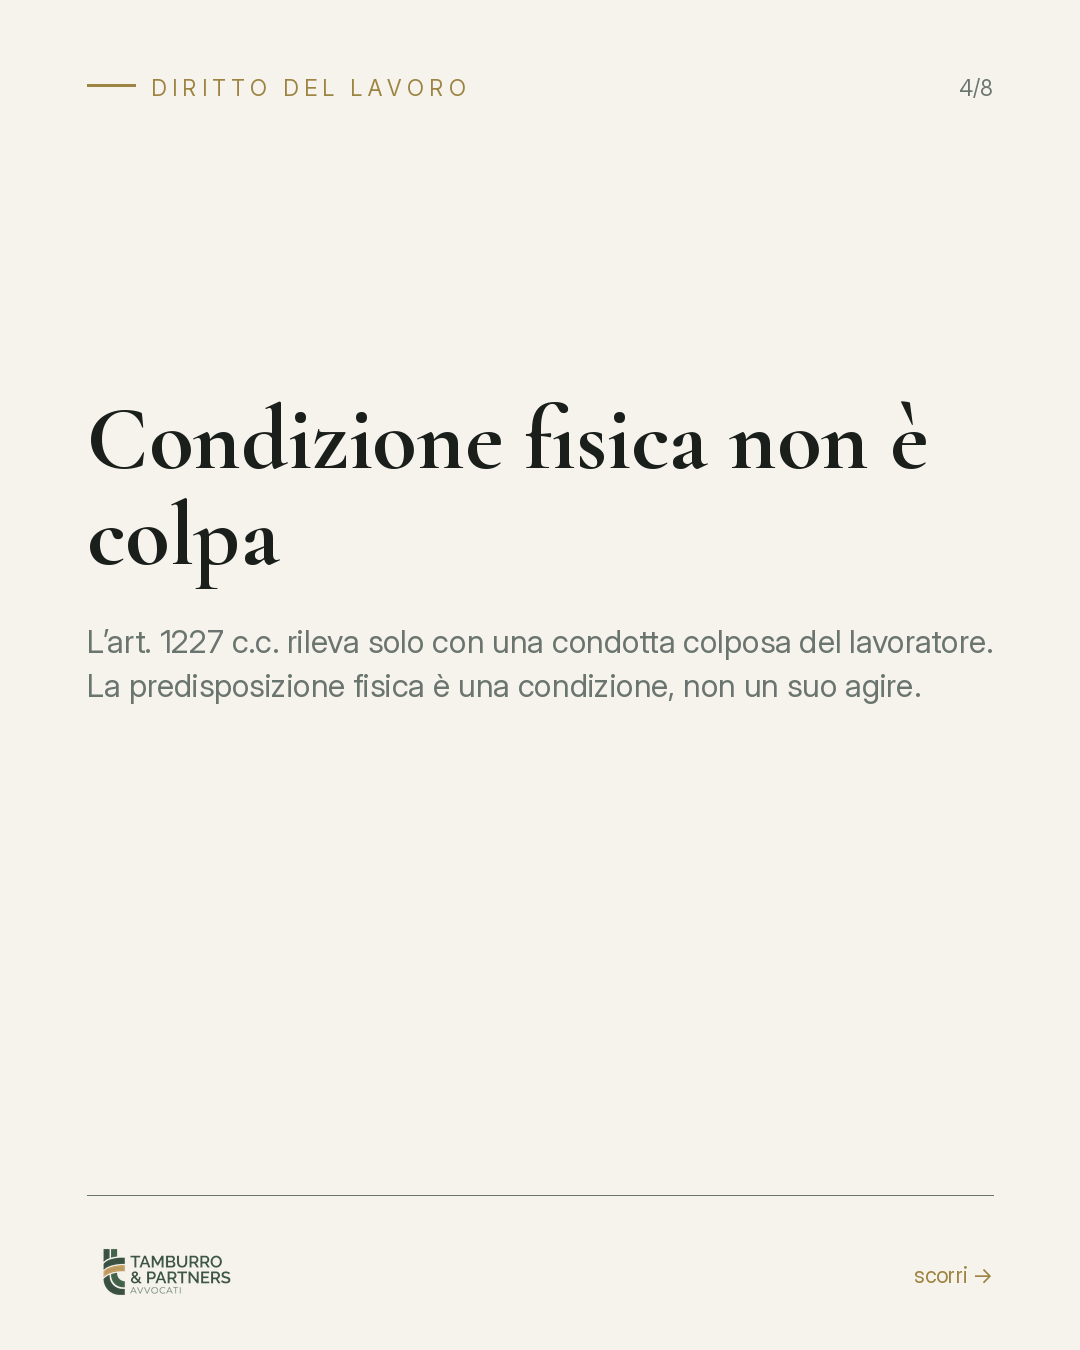 DIRITTO DEL LAVORO
4/8
Condizione fisica non è
colpa
L’art. 1227 c.c. rileva solo con una condotta colposa del lavoratore.
La predisposizione fisica è una condizione, non un suo agire.
TAMBURRO
& PARTNERS
AVVOCATI
scorri →